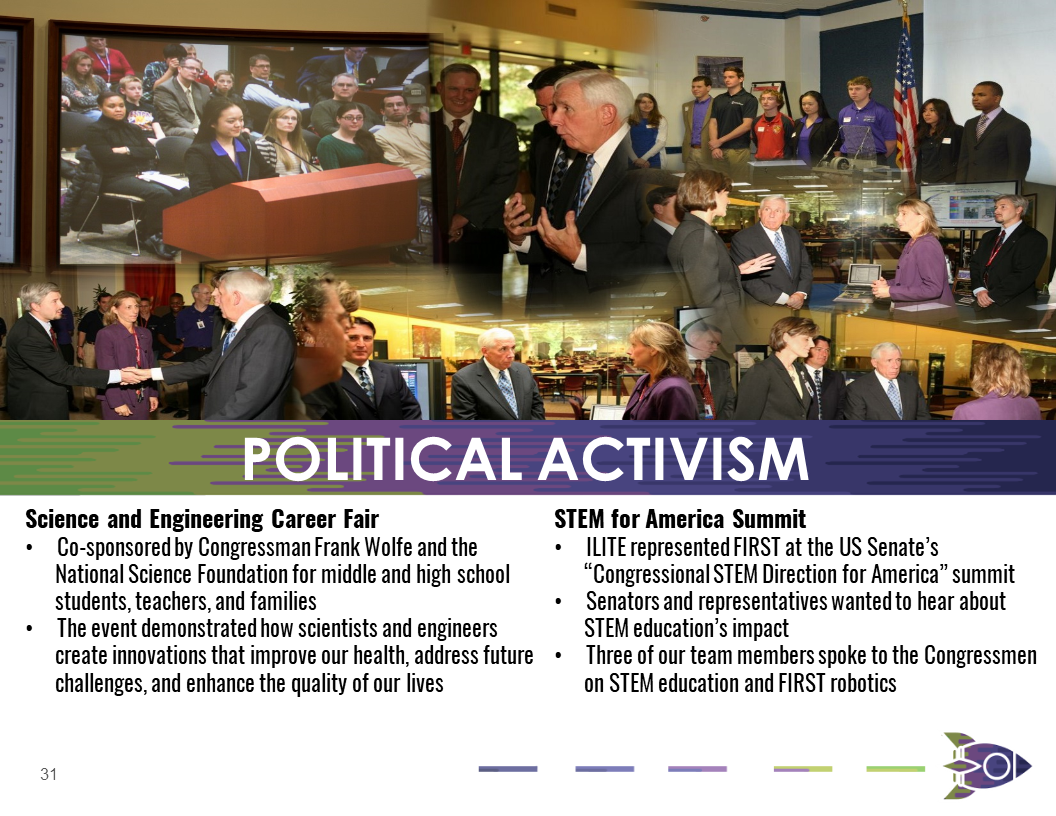 POLITICAL ACTIVISM
Science and Engineering Career Fair
• Co-sponsored by Congressman Frank Wolfe and the
National Science Foundation for middle and high school
students, teachers, and families
• The event demonstrated how scientists and engineers
create innovations that improve our health, address future
challenges, and enhance the quality of our lives
STEM for America Summit
• ILITE represented FIRST at the US Senate’s
“Congressional STEM Direction for America” summit
• Senators and representatives wanted to hear about
STEM education’s impact
• Three of our team members spoke to the Congressmen
on STEM education and FIRST robotics
31